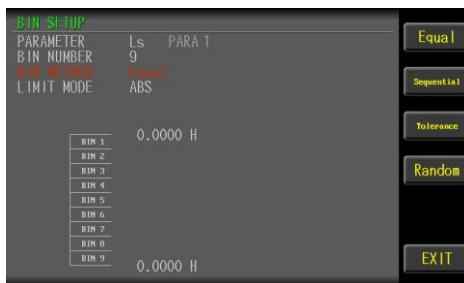 BIN SETUP
PARAMETER Ls PARA 1
BIN NUMBER 9
BIN METHOD Equal
LIMIT MODE ABS
BIN 1 0.0000 H
BIN 2
BIN 3
BIN 4
BIN 5
BIN 6
BIN 7
BIN 8
BIN 9 0.0000 H
Equal
Sequential
Tolerance
Random
EXIT